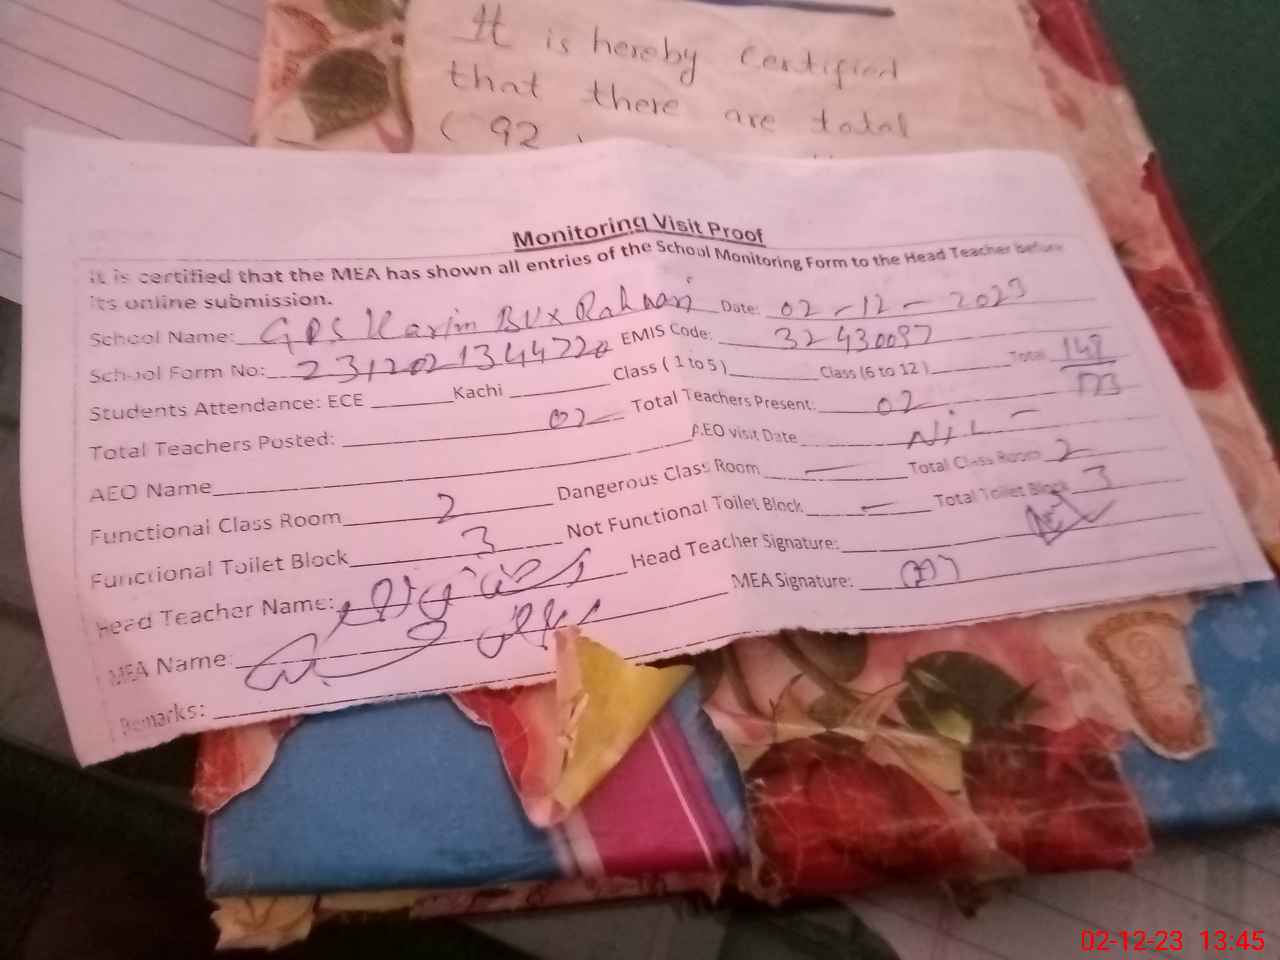 It is hereby certified
that there are total
( 92
Monitoring Visit Proof
It is certified that the MEA has shown all entries of the School Monitoring Form to the Head Teacher before
its online submission.
School Name: GPS Karim Bux Rahwari Date: 02-12-2023
School Form No: EMIS Code:
Students Attendance: ECE Kachi Class ( 1 to 5 ) Class (6 to 12 ) Total
Total Teachers Posted: 02 Total Teachers Present: 02
AEO Name AEO visit Date Nil
Functional Class Room 2 Dangerous Class Room Total Class Room 2
Functional Toilet Block 3 Not Functional Toilet Block Total Toilet Block 3
Head Teacher Name: Head Teacher Signature:
MEA Name: MEA Signature:
Remarks:
02-12-23 13:45